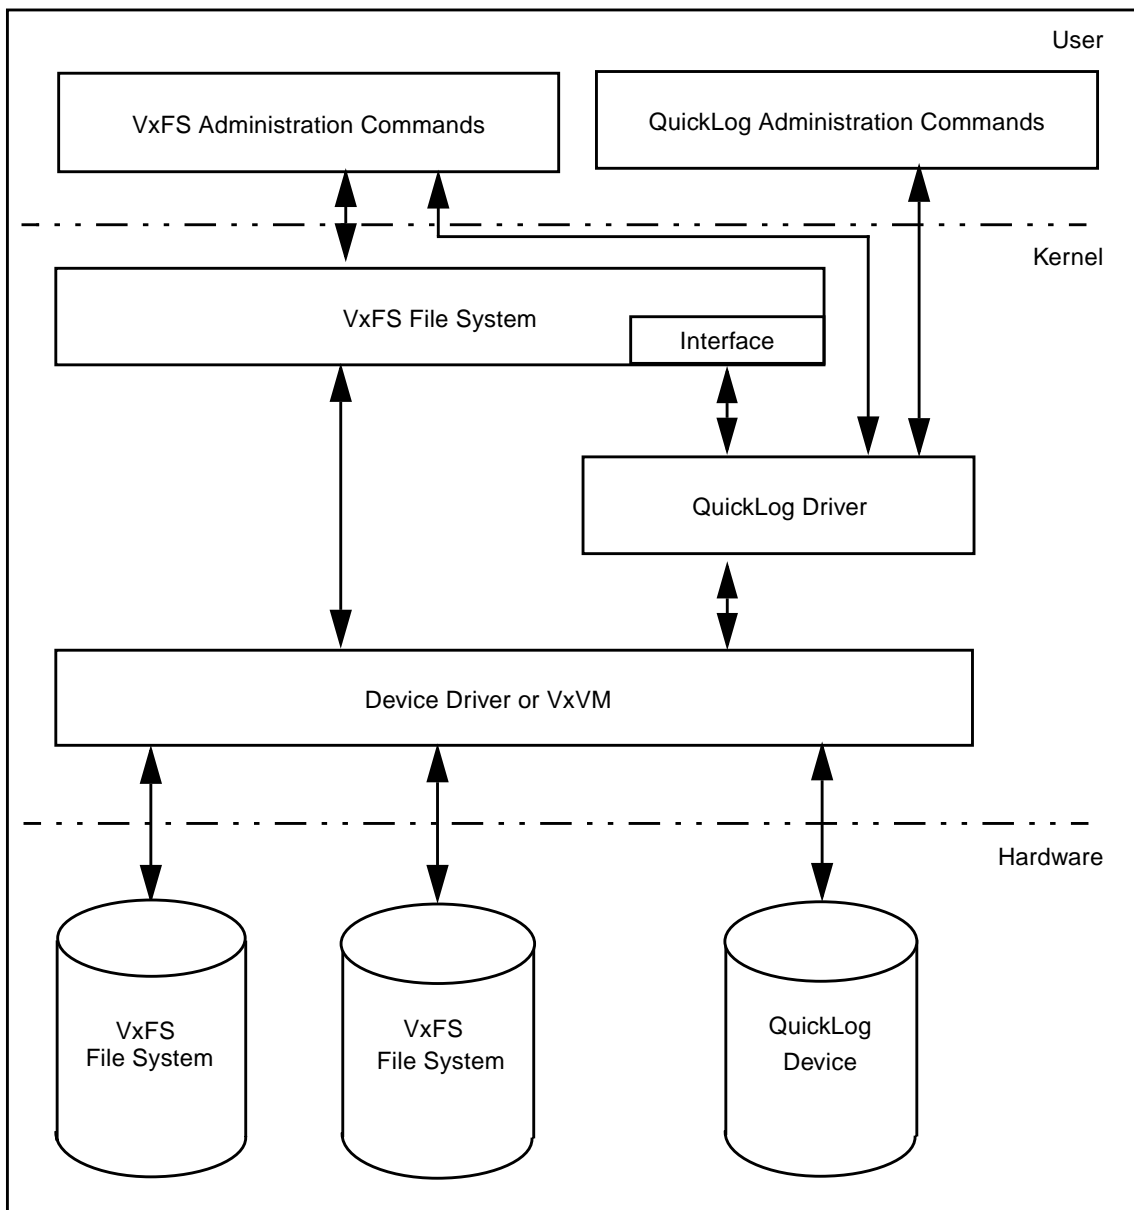 User
VxFS Administration Commands
QuickLog Administration Commands
Kernel
VxFS File System
Interface
QuickLog Driver
Device Driver or VxVM
Hardware
VxFS
File System
VxFS
File System
QuickLog
Device